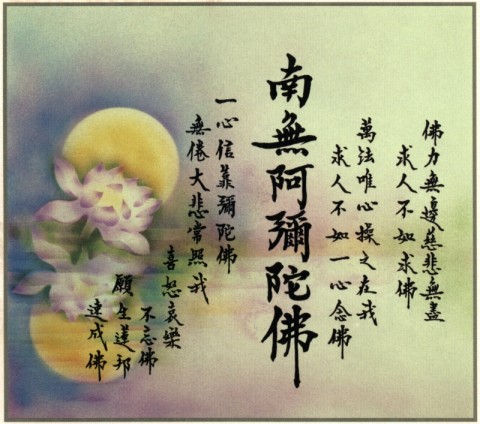 佛力無邊慈悲無盡
求人不如求佛
萬法唯心操之在我
求人不如一心念佛
南無阿彌陀佛
一心信靠彌陀佛
無倦大悲常照我
喜怒哀樂
不忘佛
願生蓮邦
速成佛